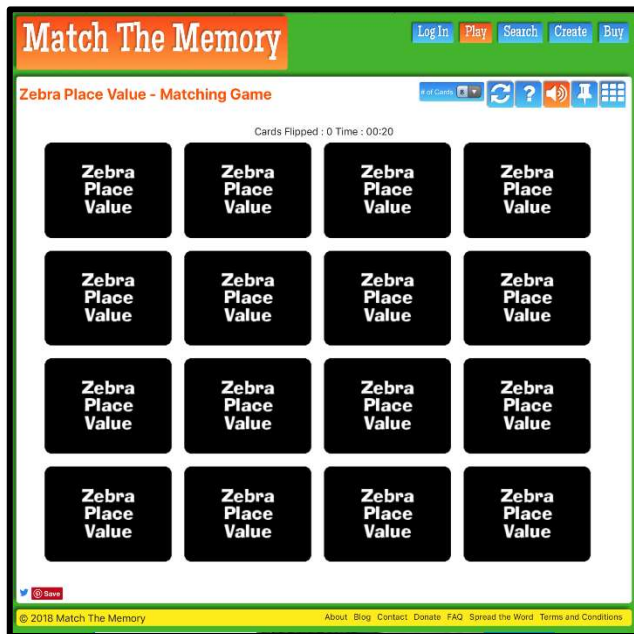 Match The Memory
Log In Play Search Create Buy
Zebra Place Value - Matching Game
# of Cards 8
?
Cards Flipped : 0 Time : 00:20
Zebra Place Value Zebra Place Value Zebra Place Value Zebra Place Value
Zebra Place Value Zebra Place Value Zebra Place Value Zebra Place Value
Zebra Place Value Zebra Place Value Zebra Place Value Zebra Place Value
Zebra Place Value Zebra Place Value Zebra Place Value Zebra Place Value
Save
© 2018 Match The Memory
About Blog Contact Donate FAQ Spread the Word Terms and Conditions